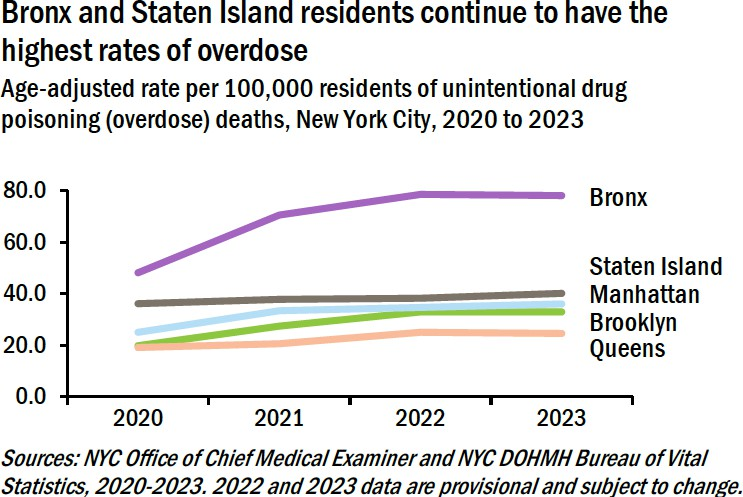 Bronx and Staten Island residents continue to have the
highest rates of overdose
Age-adjusted rate per 100,000 residents of unintentional drug
poisoning (overdose) deaths, New York City, 2020 to 2023
80.0
60.0
40.0
20.0
0.0
2020 2021 2022 2023
Bronx
Staten Island
Manhattan
Brooklyn
Queens
Sources: NYC Office of Chief Medical Examiner and NYC DOHMH Bureau of Vital
Statistics, 2020-2023. 2022 and 2023 data are provisional and subject to change.